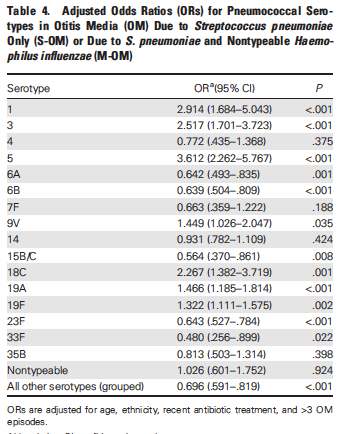 Table 4. Adjusted Odds Ratios (ORs) for Pneumococcal Sero-
types in Otitis Media (OM) Due to Streptococcus pneumoniae
Only (S-OM) or Due to S. pneumoniae and Nontypeable Haemo-
philus influenzae (M-OM)
Serotype ORᵃ(95% CI) P
1 2.914 (1.684–5.043) <.001
3 2.517 (1.701–3.723) <.001
4 0.772 (.435–1.368) .375
5 3.612 (2.262–5.767) <.001
6A 0.642 (.493–.835) .001
6B 0.639 (.504–.809) <.001
7F 0.663 (.359–1.222) .188
9V 1.449 (1.026–2.047) .035
14 0.931 (.782–1.109) .424
15B/C 0.564 (.370–.861) .008
18C 2.267 (1.382–3.719) .001
19A 1.466 (1.185–1.814) <.001
19F 1.322 (1.111–1.575) .002
23F 0.643 (.527–.784) <.001
33F 0.480 (.256–.899) .022
35B 0.813 (.503–1.314) .398
Nontypeable 1.026 (.601–1.752) .924
All other serotypes (grouped) 0.696 (.591–.819) <.001
ORs are adjusted for age, ethnicity, recent antibiotic treatment, and >3 OM
episodes.